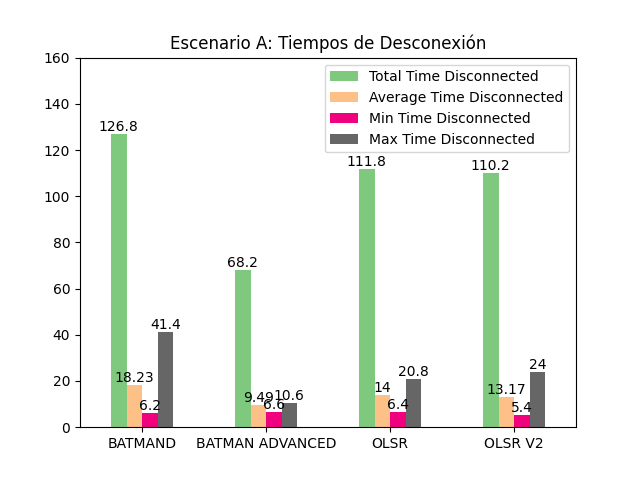 Escenario A: Tiempos de Desconexión
160
140
120
100
80
60
40
20
0
Total Time Disconnected
Average Time Disconnected
Min Time Disconnected
Max Time Disconnected
126.8
18.23
6.2
41.4
68.2
9.49
6.6
10.6
111.8
14
6.4
20.8
110.2
13.17
5.4
24
BATMAND
BATMAN ADVANCED
OLSR
OLSR V2